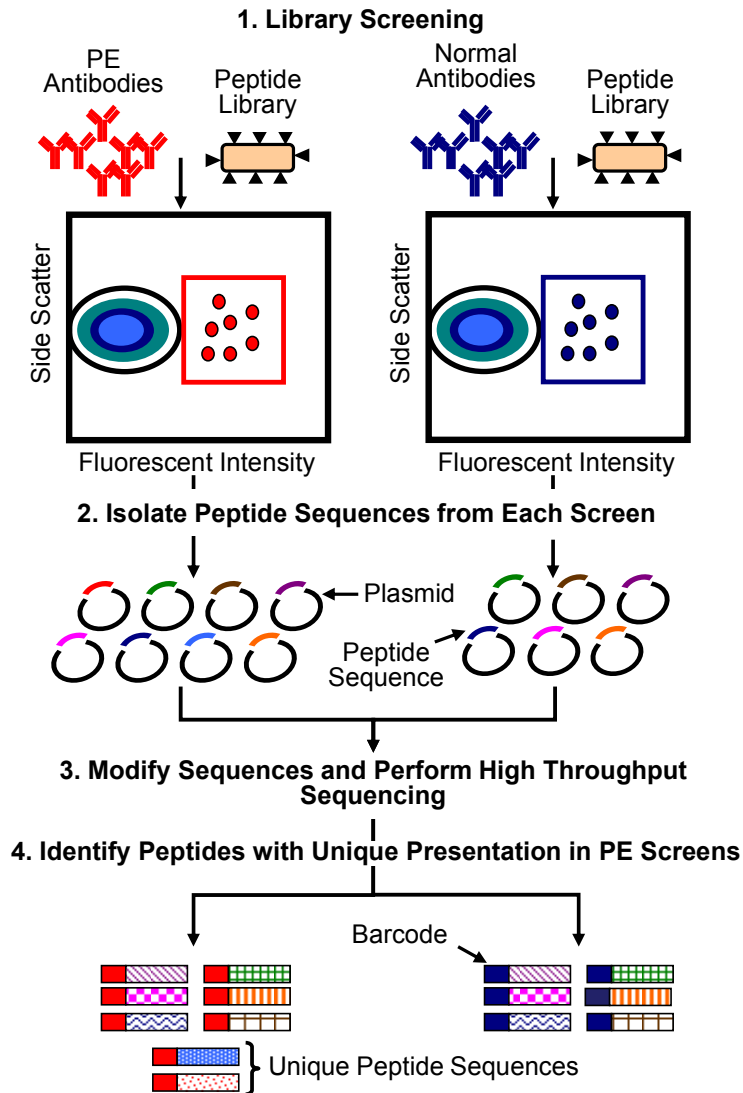 1. Library Screening
PE
Antibodies
Peptide
Library
Normal
Antibodies
Peptide
Library
Side Scatter
Fluorescent Intensity
Side Scatter
Fluorescent Intensity
2. Isolate Peptide Sequences from Each Screen
Plasmid
Peptide
Sequence
3. Modify Sequences and Perform High Throughput
Sequencing
4. Identify Peptides with Unique Presentation in PE Screens
Barcode
Unique Peptide Sequences